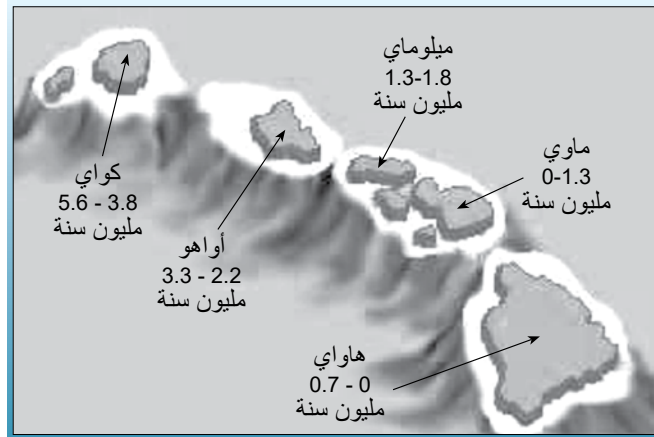 ميلوماي
1.3-1.8
مليون سنة
ماوي
0-1.3
مليون سنة
كواي
5.6 - 3.8
مليون سنة
أواهو
3.3 - 2.2
مليون سنة
هاواي
0.7 - 0
مليون سنة